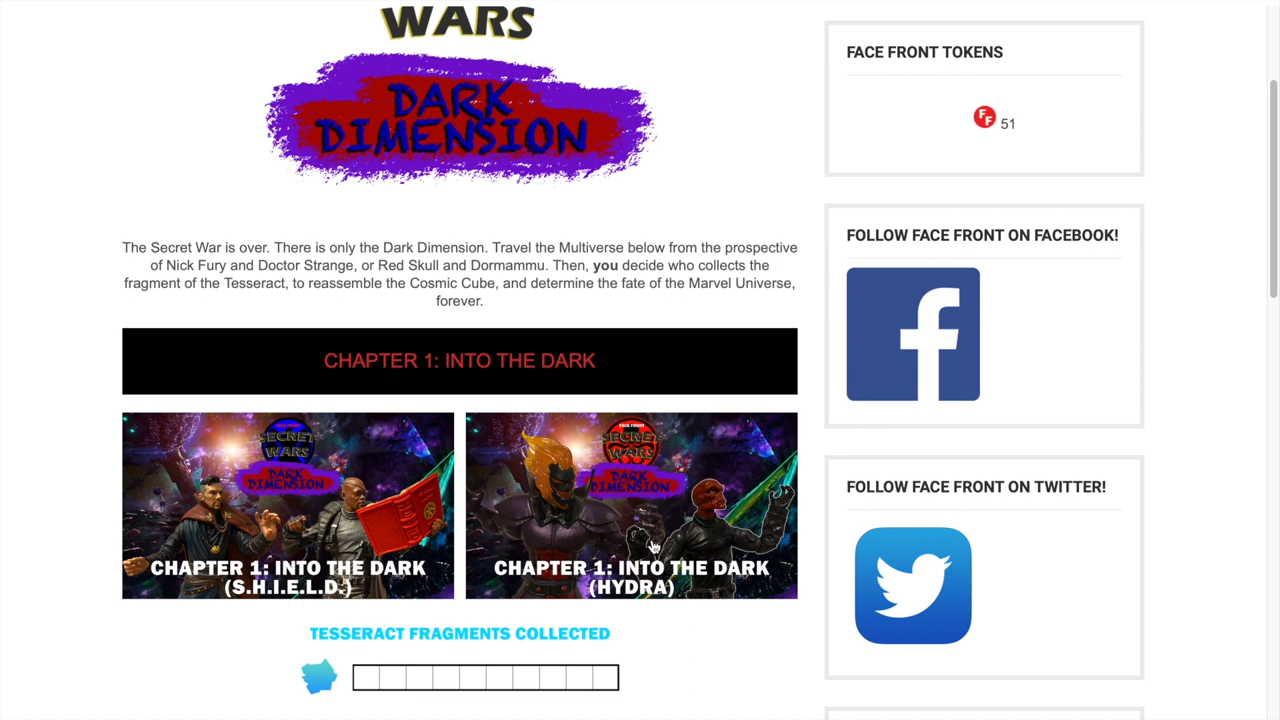 WARS
DARK
DIMENSION
The Secret War is over. There is only the Dark Dimension. Travel the Multiverse below from the prospective
of Nick Fury and Doctor Strange, or Red Skull and Dormammu. Then, you decide who collects the
fragment of the Tesseract, to reassemble the Cosmic Cube, and determine the fate of the Marvel Universe,
forever.
CHAPTER 1: INTO THE DARK
FACE FRONT
SECRET
WARS
DARK
DIMENSION
CHAPTER 1: INTO THE DARK
(S.H.I.E.L.D.)
FACE FRONT
SECRET
WARS
DARK
DIMENSION
CHAPTER 1: INTO THE DARK
(HYDRA)
TESSERACT FRAGMENTS COLLECTED
FACE FRONT TOKENS
FF 51
FOLLOW FACE FRONT ON FACEBOOK!
f
FOLLOW FACE FRONT ON TWITTER!